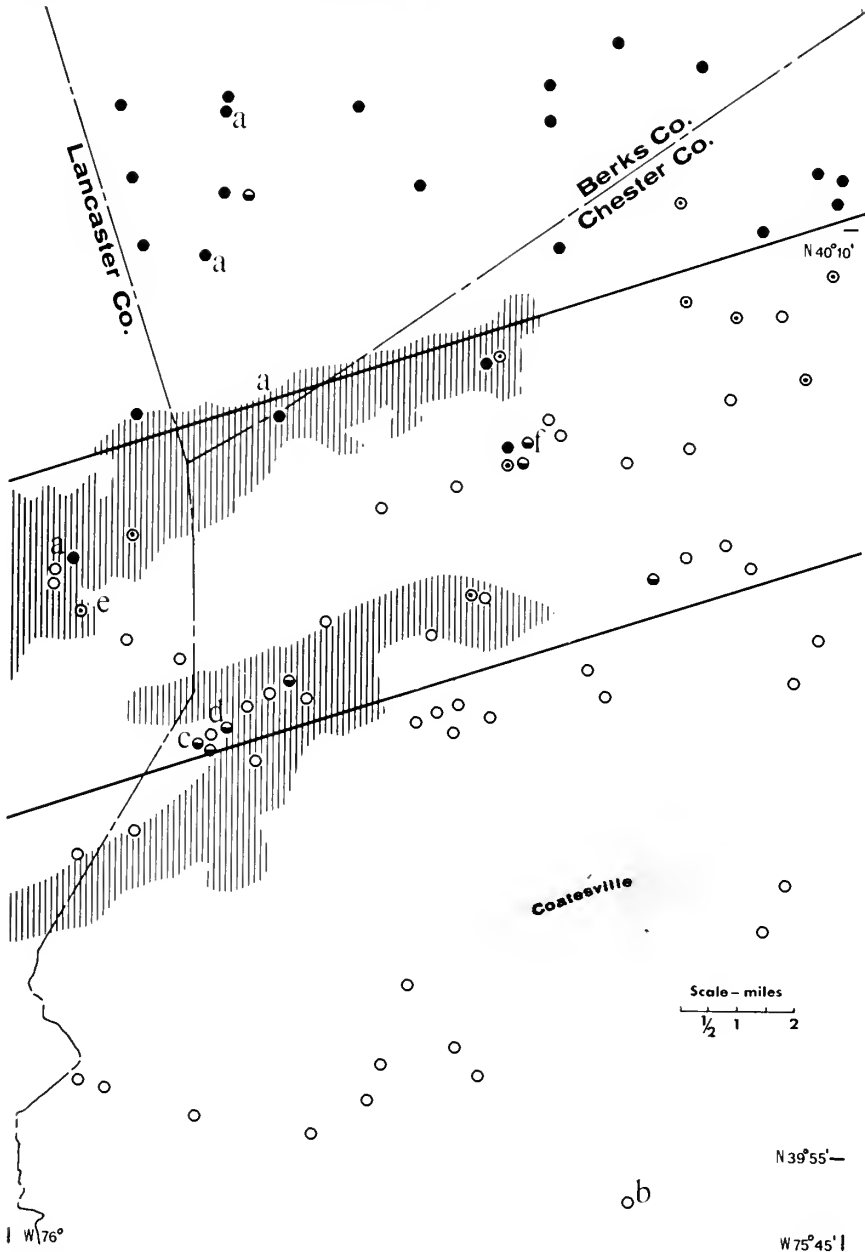 a
Berks Co.
Chester Co.
Lancaster Co.
N 40°10'
a
a
f
a
e
d
c
Coatesville
Scale – miles
½ 1 2
N 39°55'
b
W 76°
W 75°45'